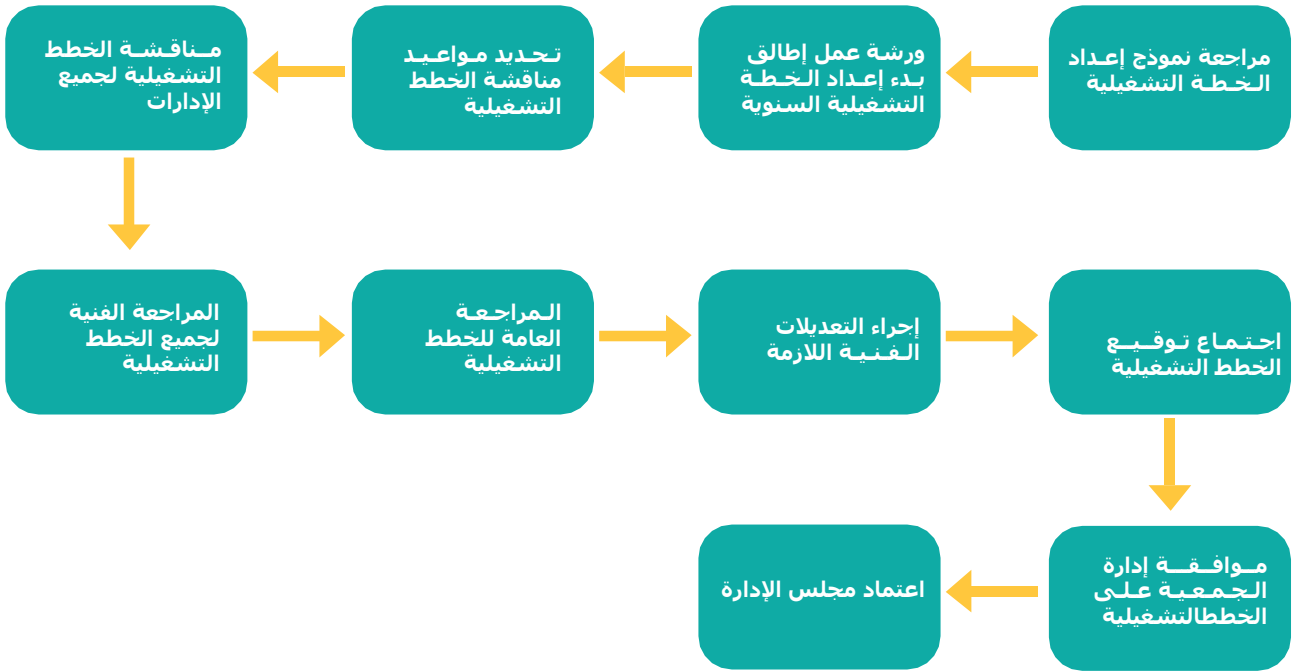 مراجعة نموذج إعداد
الخطة التشغيلية
ورشة عمل إطالق
بدء إعداد الخطة
التشغيلية السنوية
تحديد مواعيد
مناقشة الخطط
التشغيلية
مناقشة الخطط
التشغيلية لجميع
الإدارات
المراجعة الفنية
لجميع الخطط
التشغيلية
المراجعة
العامة للخطط
التشغيلية
إجراء التعديلات
الفنية اللازمة
اجتماع توقيع
الخطط التشغيلية
موافقة إدارة
الجمعية على
الخططالتشغيلية
اعتماد مجلس الإدارة